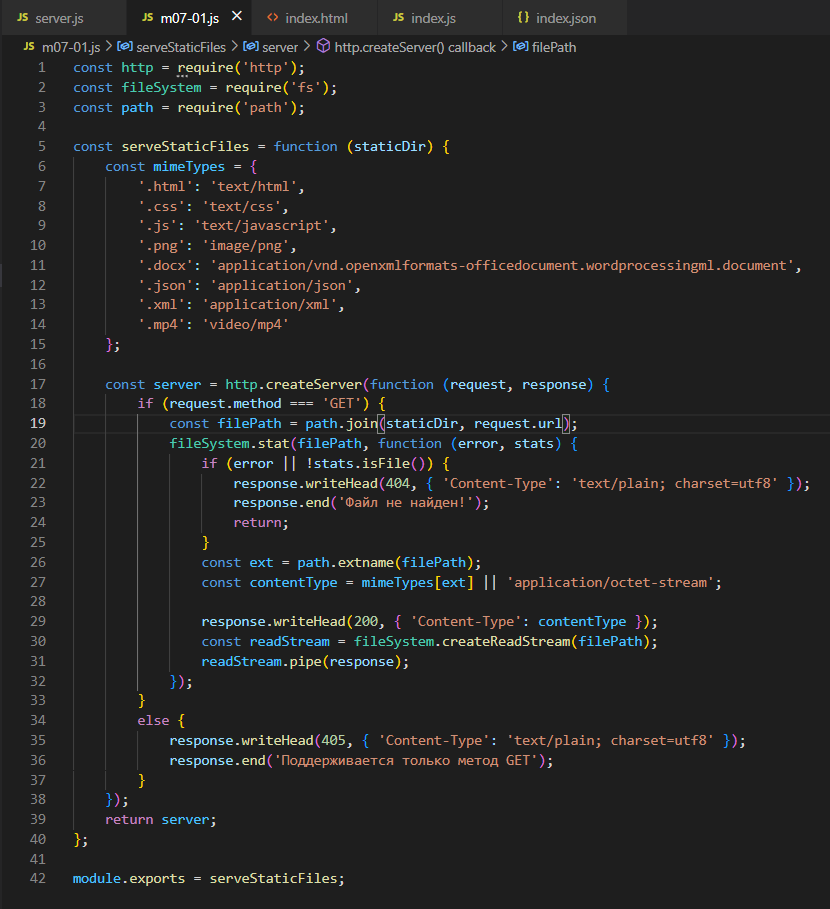 JS server.js JS m07-01.js × <> index.html JS index.js {} index.json
JS m07-01.js > serveStaticFiles > server > http.createServer() callback > filePath
1 const http = require('http');
2 const fileSystem = require('fs');
3 const path = require('path');
4
5 const serveStaticFiles = function (staticDir) {
6     const mimeTypes = {
7         '.html': 'text/html',
8         '.css': 'text/css',
9         '.js': 'text/javascript',
10         '.png': 'image/png',
11         '.docx': 'application/vnd.openxmlformats-officedocument.wordprocessingml.document',
12         '.json': 'application/json',
13         '.xml': 'application/xml',
14         '.mp4': 'video/mp4'
15     };
16
17     const server = http.createServer(function (request, response) {
18         if (request.method === 'GET') {
19             const filePath = path.join(staticDir, request.url);
20             fileSystem.stat(filePath, function (error, stats) {
21                 if (error || !stats.isFile()) {
22                     response.writeHead(404, { 'Content-Type': 'text/plain; charset=utf8' });
23                     response.end('Файл не найден!');
24                     return;
25                 }
26                 const ext = path.extname(filePath);
27                 const contentType = mimeTypes[ext] || 'application/octet-stream';
28
29                 response.writeHead(200, { 'Content-Type': contentType });
30                 const readStream = fileSystem.createReadStream(filePath);
31                 readStream.pipe(response);
32             });
33         }
34         else {
35             response.writeHead(405, { 'Content-Type': 'text/plain; charset=utf8' });
36             response.end('Поддерживается только метод GET');
37         }
38     });
39     return server;
40 };
41
42 module.exports = serveStaticFiles;